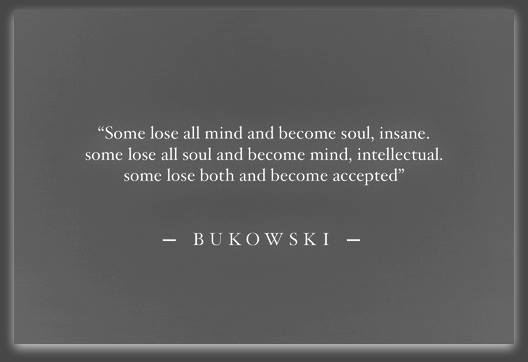 “Some lose all mind and become soul, insane.
some lose all soul and become mind, intellectual.
some lose both and become accepted”
— BUKOWSKI —